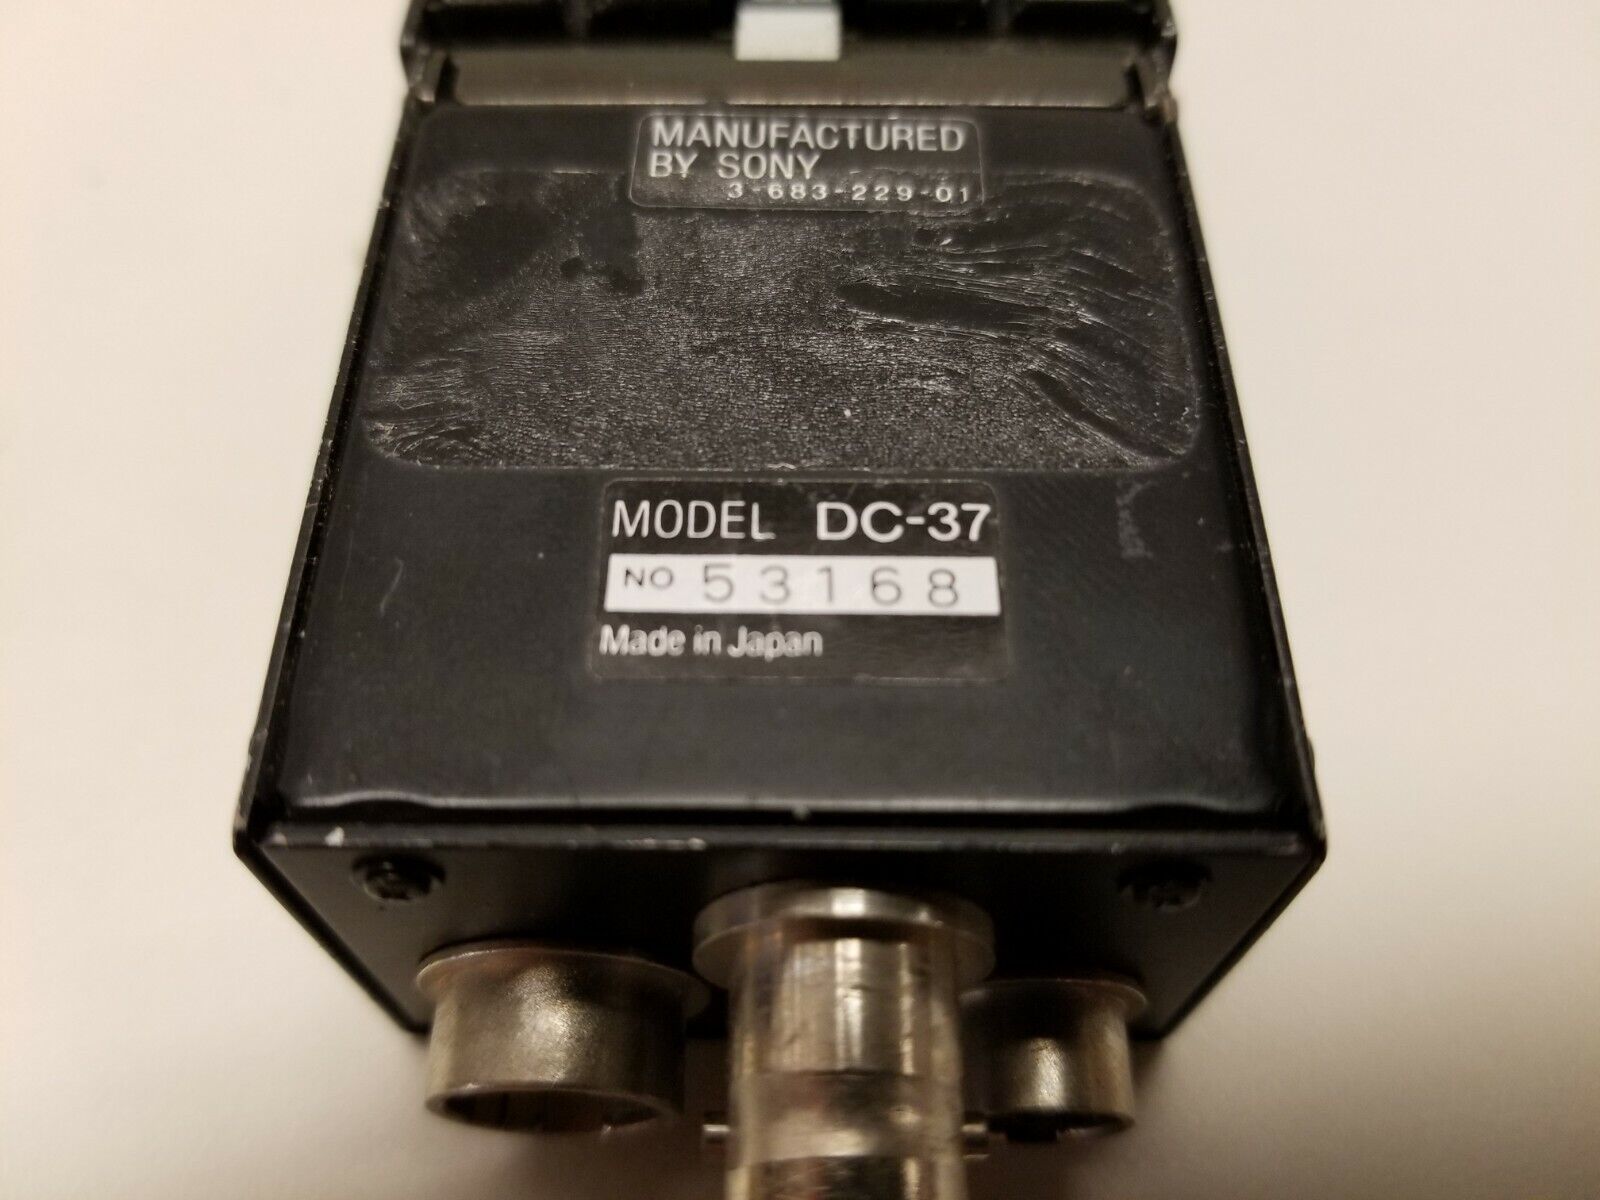 MANUFACTURED
BY SONY
3-683-229-01
MODEL DC-37
NO 53168
Made in Japan